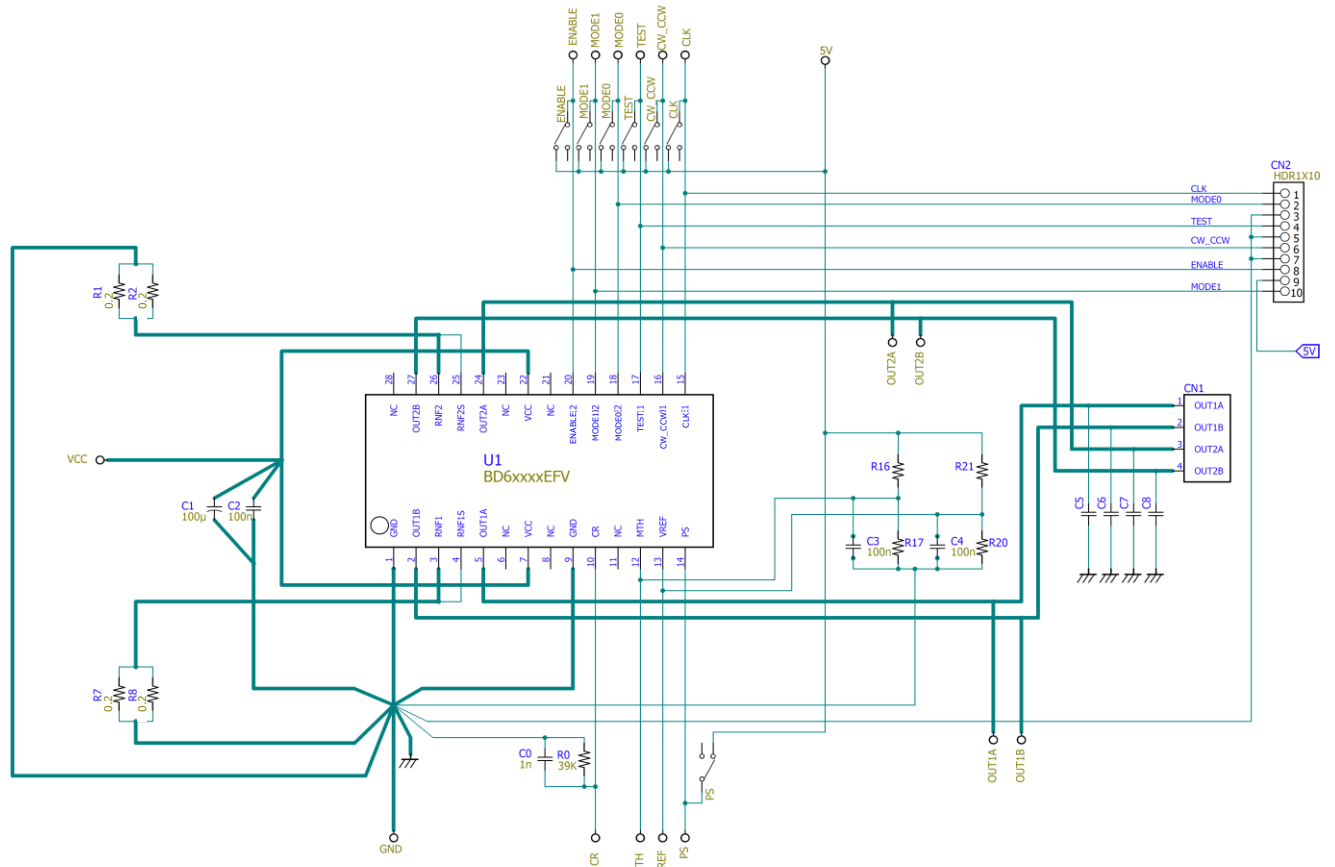 ENABLE
MODE1
MODE0
TEST
CW_CCW
CLK
5V
ENABLE
MODE1
MODE0
TEST
CW_CCW
CLK
CN2
HDR1X10
CLK
MODE0
TEST
CW_CCW
ENABLE
MODE1
1
2
3
4
5
6
7
8
9
10
5V
R1
0.2
R2
0.2
OUT2A
OUT2B
28
27
26
25
24
23
22
21
20
19
18
17
16
15
NC
OUT2B
RNF2
RNF2S
OUT2A
NC
VCC
NC
U1
BD6xxxxEFV
GND
OUT1B
RNF1
RNF1S
OUT1A
NC
VCC
NC
GND
CR
NC
MTH
VREF
PS
1
2
3
4
5
6
7
8
9
10
11
12
13
14
CN1
1 OUT1A
2 OUT1B
3 OUT2A
4 OUT2B
VCC
C1
100µ
C2
100n
R16
R21
C3
100n
R17
C4
100n
R20
C5
C6
C7
C8
R7
0.2
R8
0.2
C0
1n
R0
39K
PS
OUT1A
OUT1B
GND
CR
TH
REF
PS